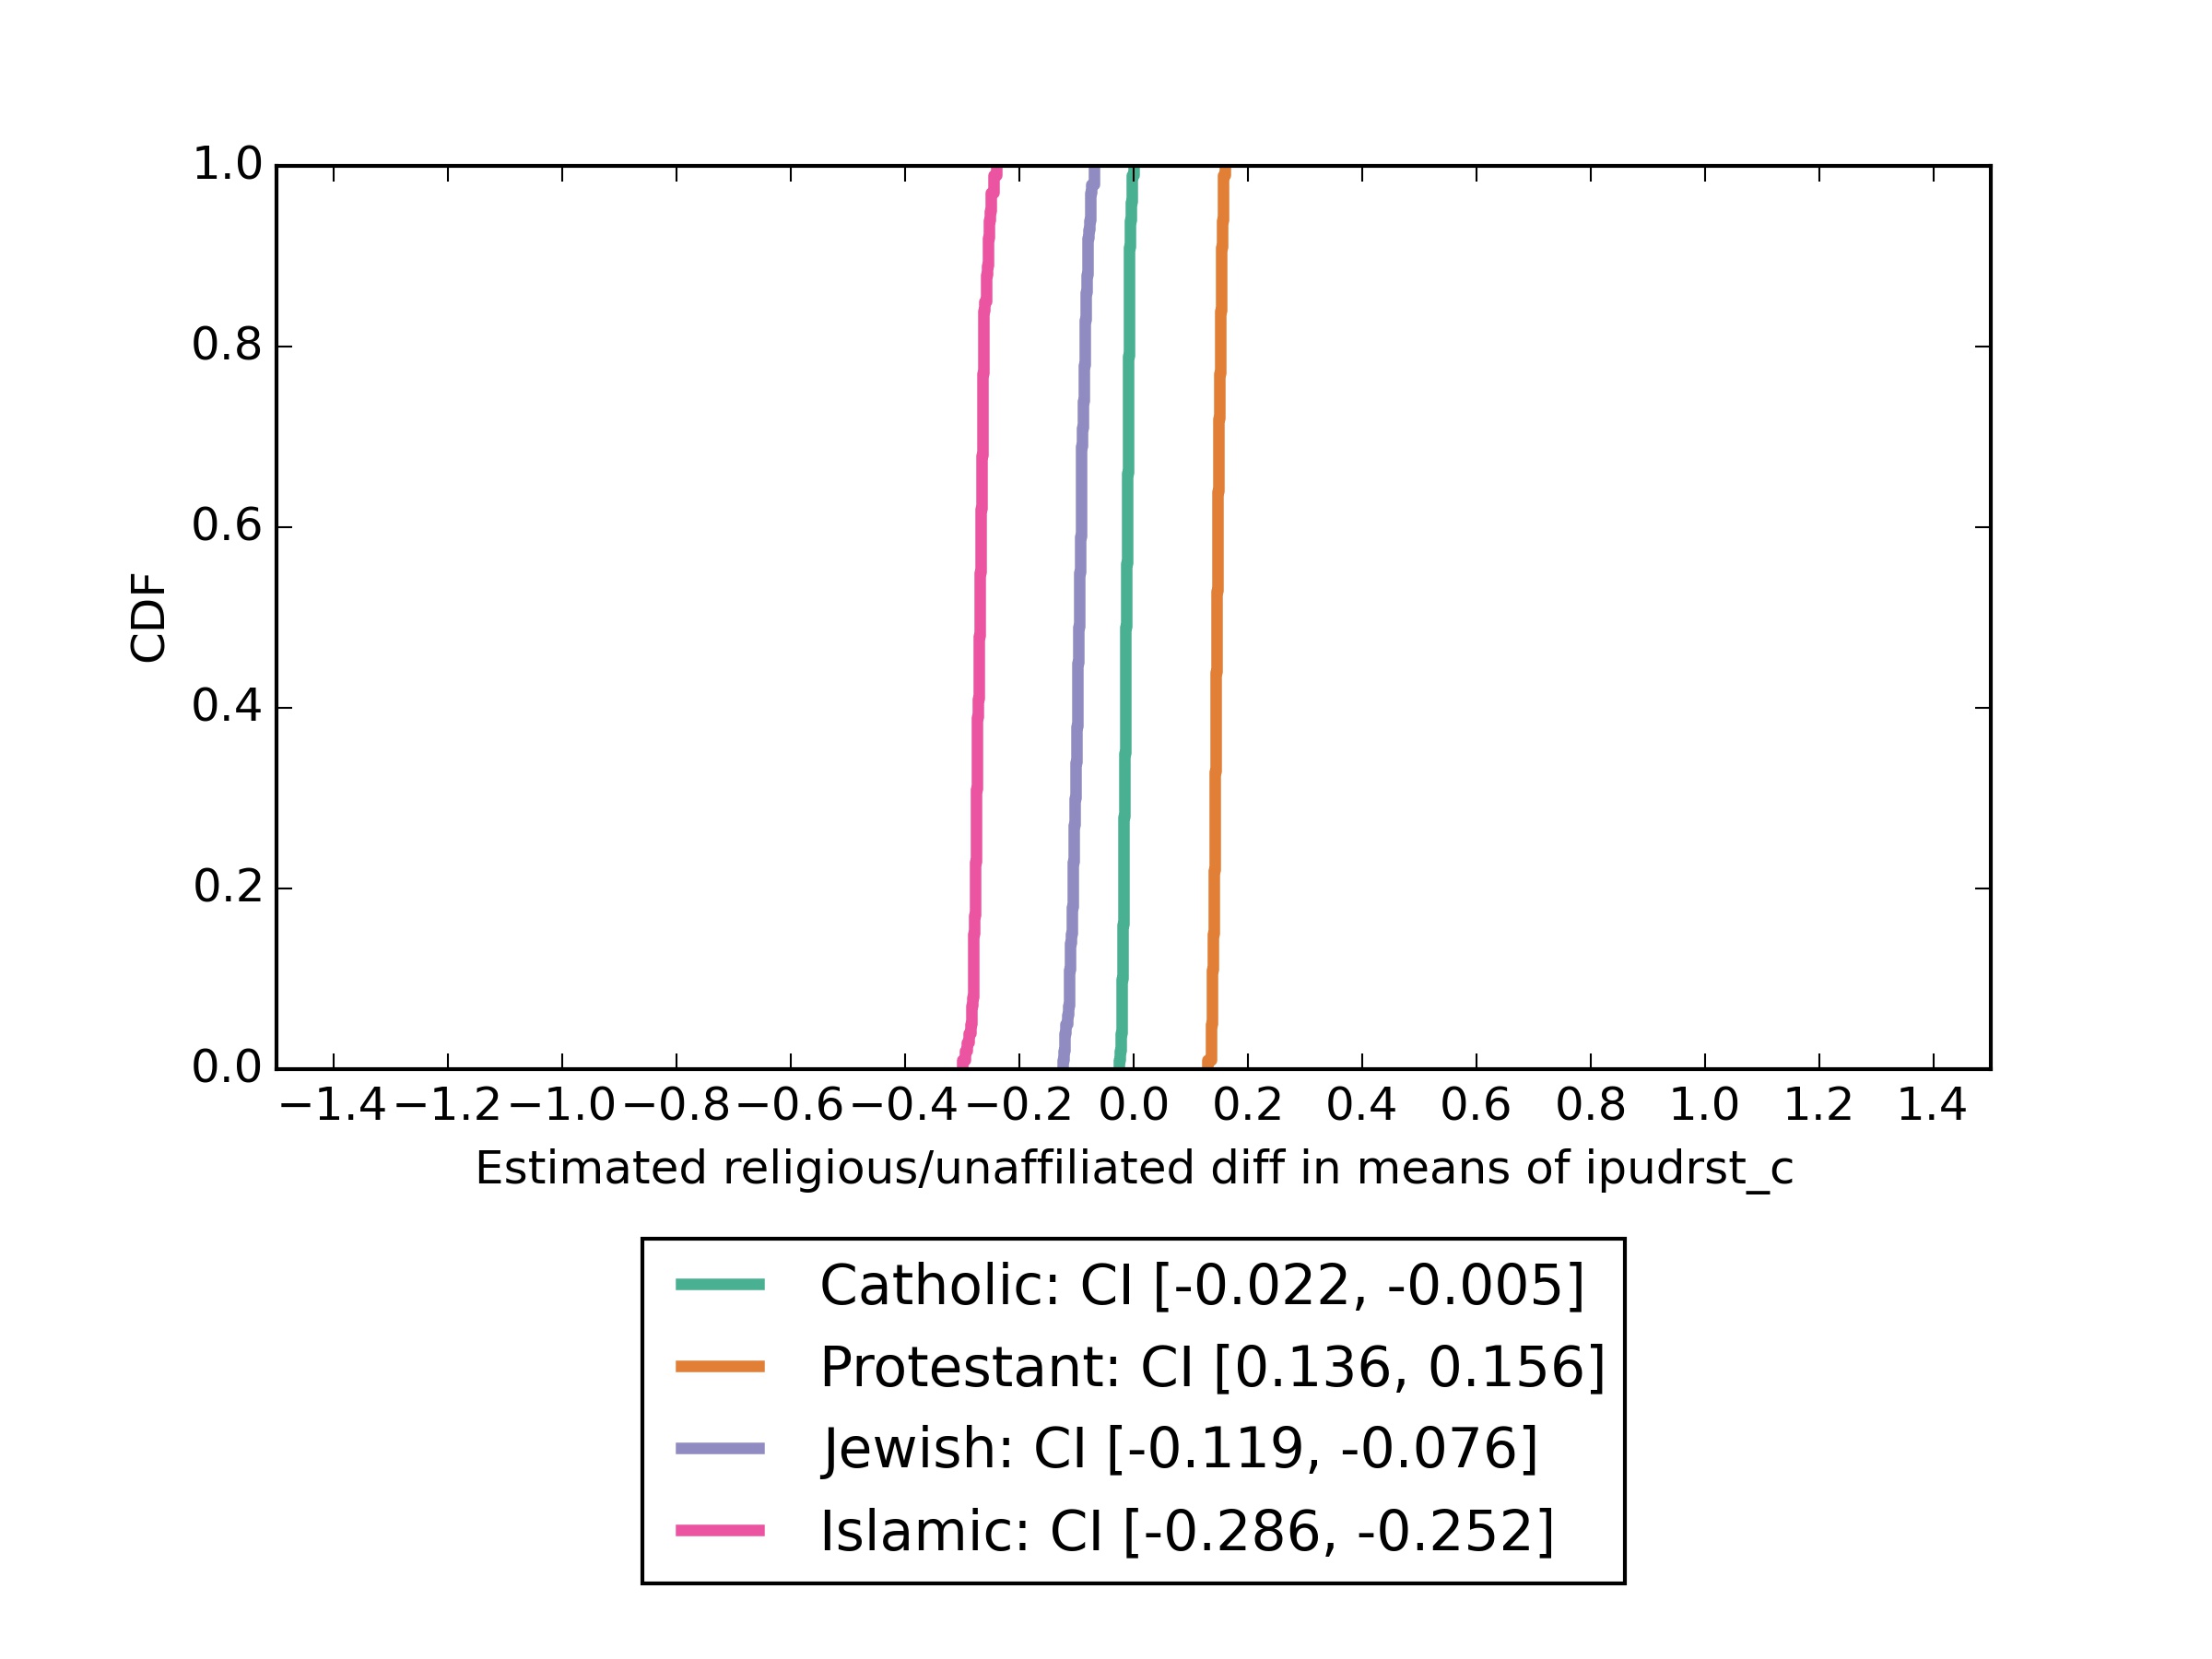 1.0
0.8
0.6
0.4
0.2
0.0
CDF
−1.4 −1.2 −1.0 −0.8 −0.6 −0.4 −0.2 0.0 0.2 0.4 0.6 0.8 1.0 1.2 1.4
Estimated religious/unaffiliated diff in means of ipudrst_c
Catholic: CI [-0.022, -0.005]
Protestant: CI [0.136, 0.156]
Jewish: CI [-0.119, -0.076]
Islamic: CI [-0.286, -0.252]